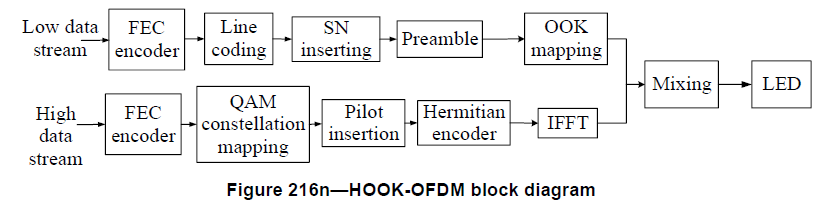 Low data
stream
FEC
encoder
Line
coding
SN
inserting
Preamble
OOK
mapping
Mixing
LED
High
data
stream
FEC
encoder
QAM
constellation
mapping
Pilot
insertion
Hermitian
encoder
IFFT
Figure 216n—HOOK-OFDM block diagram